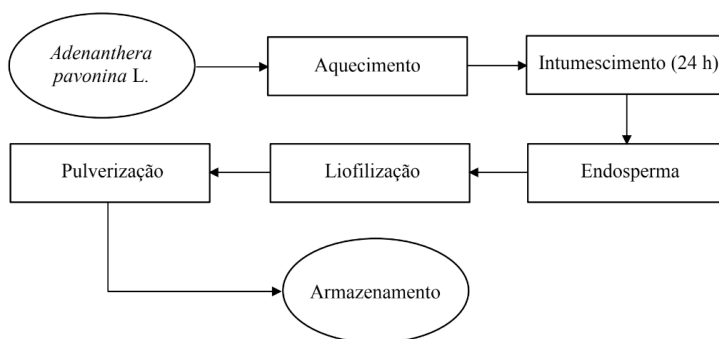 Adenanthera
pavonina L.
Aquecimento
Intumescimento (24 h)
Endosperma
Liofilização
Pulverização
Armazenamento